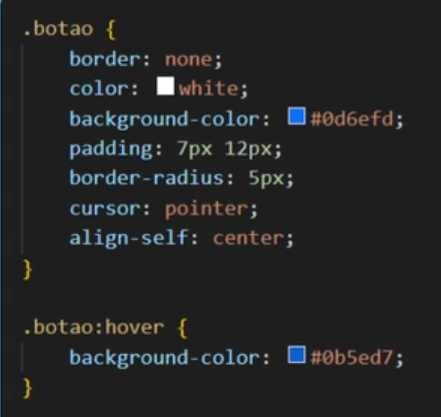 .botao {
    border: none;
    color: white;
    background-color: #0d6efd;
    padding: 7px 12px;
    border-radius: 5px;
    cursor: pointer;
    align-self: center;
}

.botao:hover {
    background-color: #0b5ed7;
}